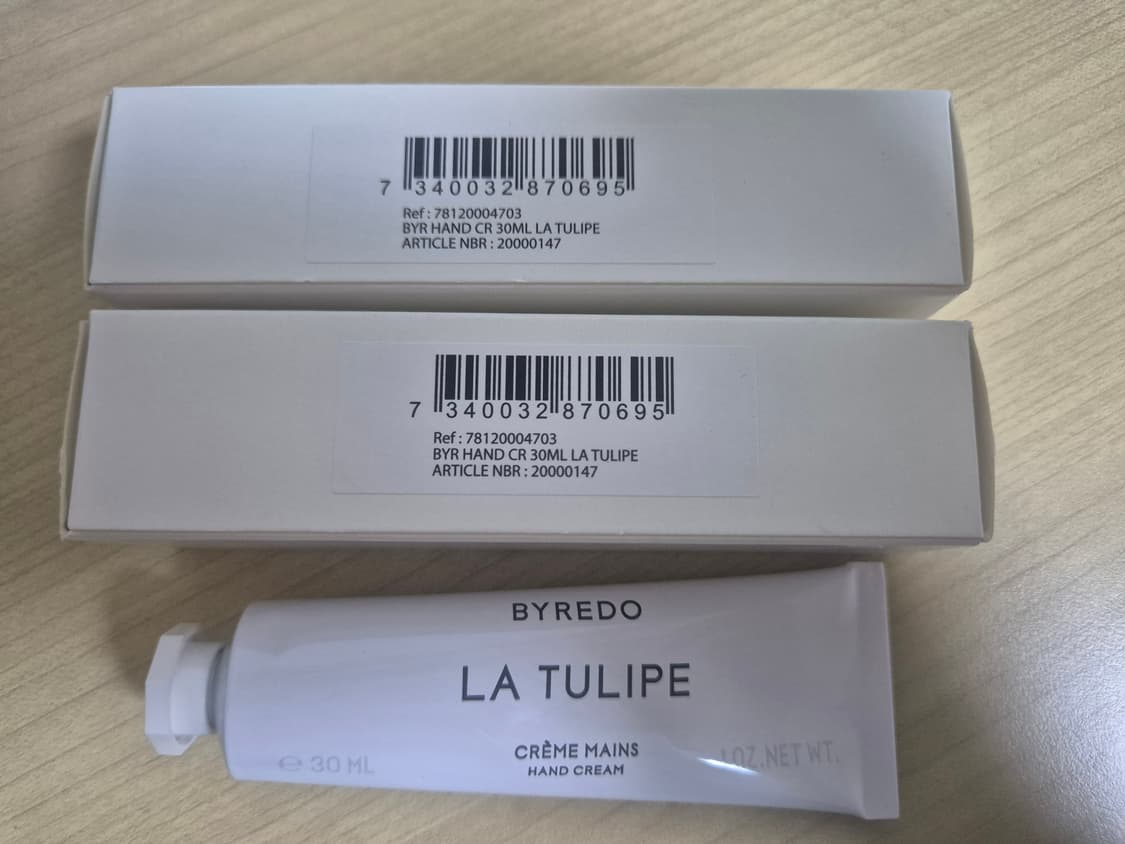 7 340032 870695
Ref : 78120004703
BYR HAND CR 30ML LA TULIPE
ARTICLE NBR : 20000147
7 340032 870695
Ref : 78120004703
BYR HAND CR 30ML LA TULIPE
ARTICLE NBR : 20000147
BYREDO
LA TULIPE
CRÈME MAINS
HAND CREAM
℮ 30 ML
OZ.NET WT.